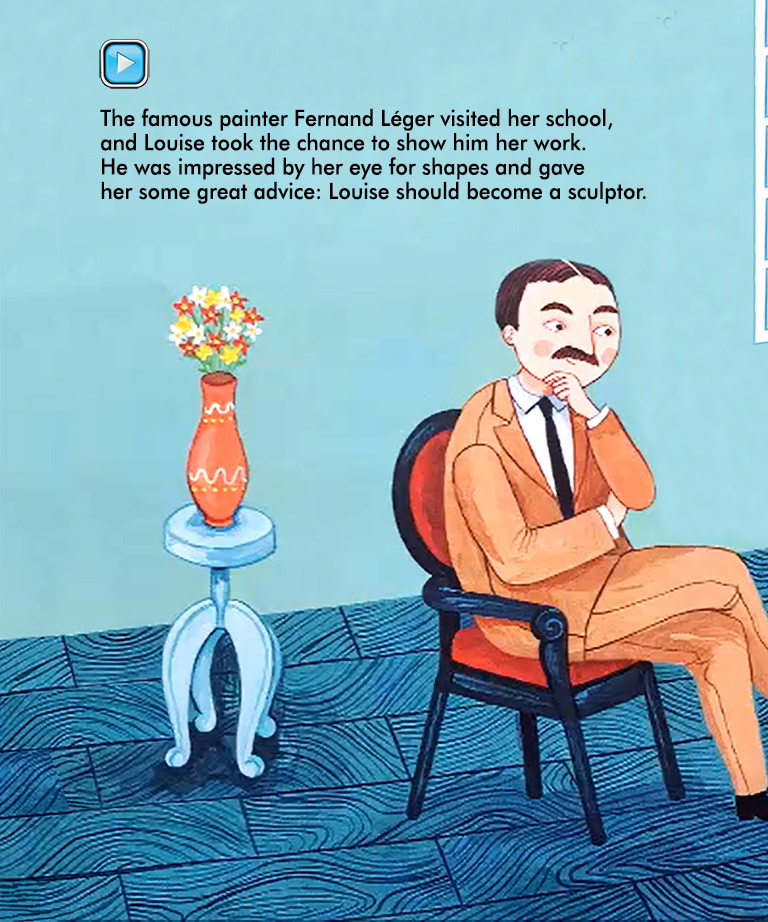 The famous painter Fernand Léger visited her school,
and Louise took the chance to show him her work.
He was impressed by her eye for shapes and gave
her some great advice: Louise should become a sculptor.